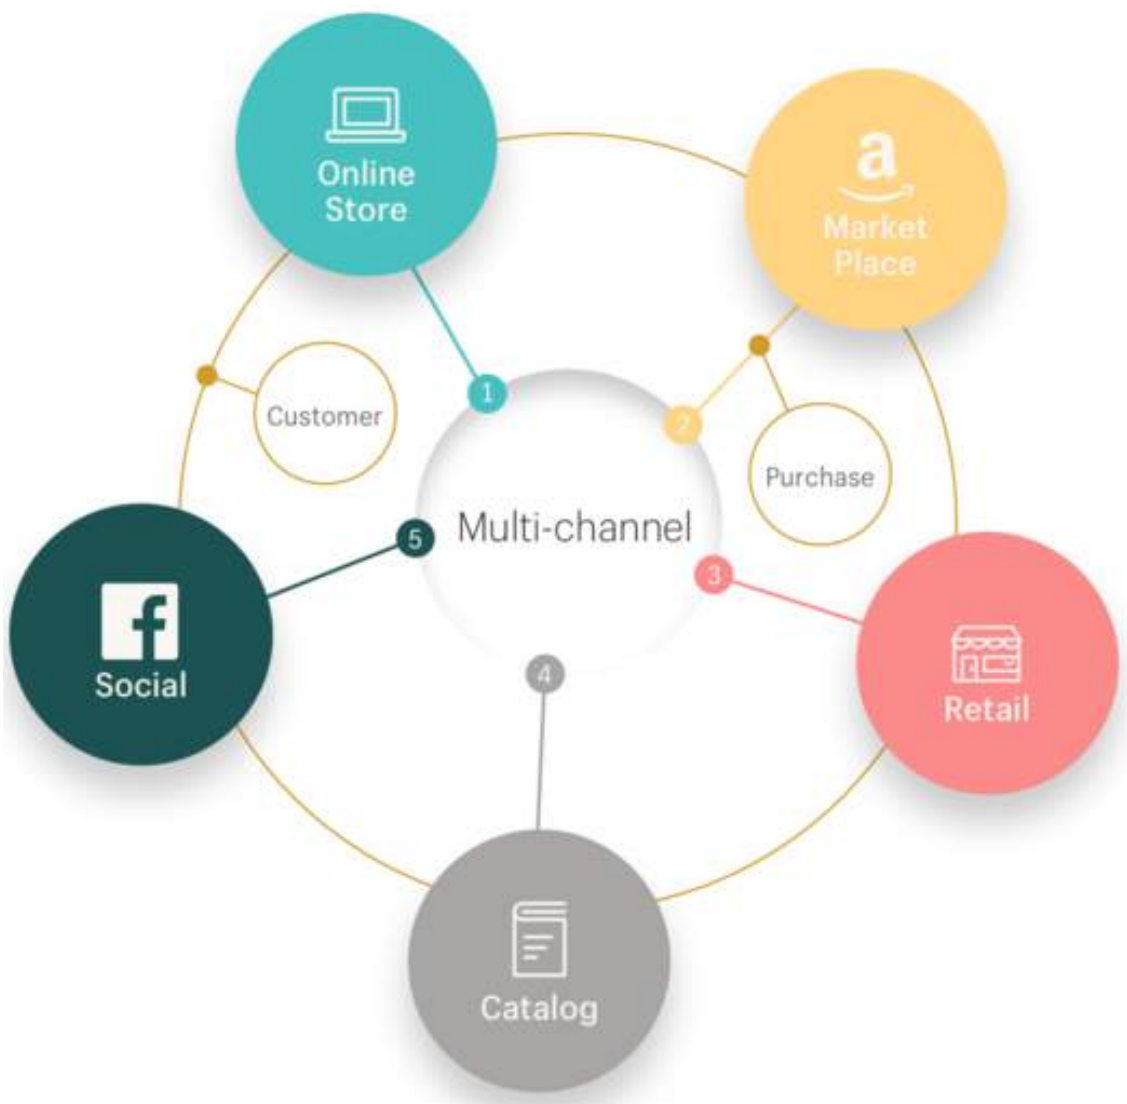 Online
Store
a
Market
Place
Customer
1
2
Purchase
Multi-channel
5
3
4
f
Social
Retail
Catalog